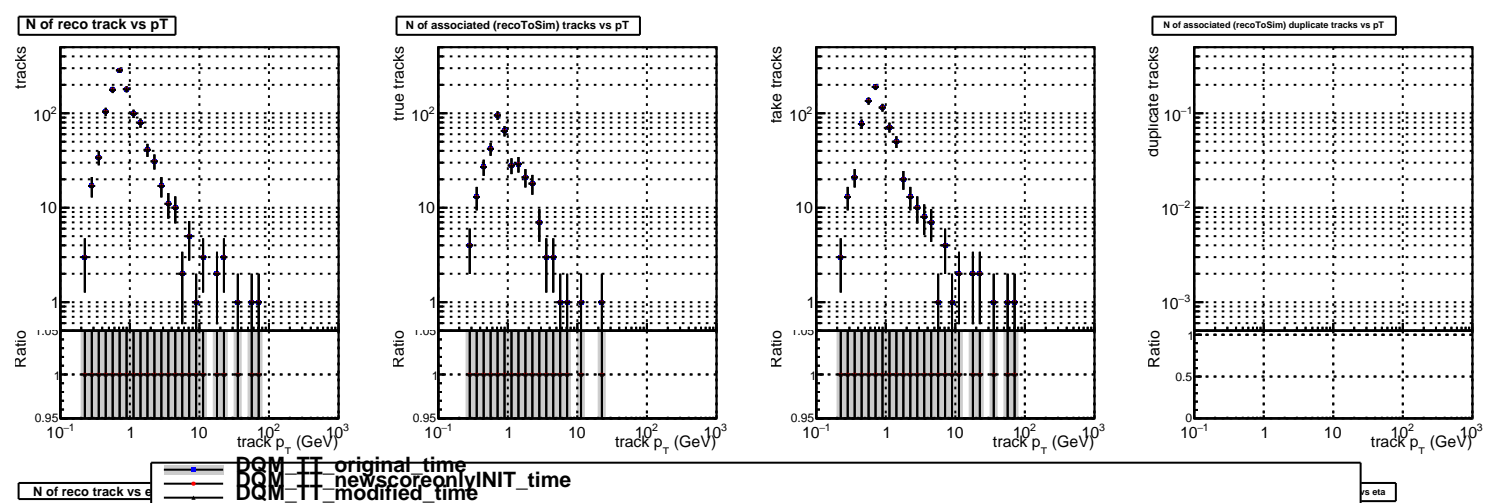 N of reco track vs pT
N of associated (recoToSim) tracks vs pT
N of associated (recoToSim) duplicate tracks vs pT
tracks
10²
10
1
Ratio
1.05
1
0.95
10⁻¹ 1 10 10² 10³
track p_T (GeV)
true tracks
10²
10
1
Ratio
1.05
1
0.95
10⁻¹ 1 10 10² 10³
track p_T (GeV)
fake tracks
10²
10
1
Ratio
1.05
1
0.95
10⁻¹ 1 10 10² 10³
track p_T (GeV)
duplicate tracks
10⁻¹
10⁻²
10⁻³
Ratio
1
0.5
0
10⁻¹ 1 10 10² 10³
track p_T (GeV)
DQM_TT_original_time
DQM_TT_newscoreonlyINIT_time
DQM_TT_modified_time
N of reco track vs e
vs eta